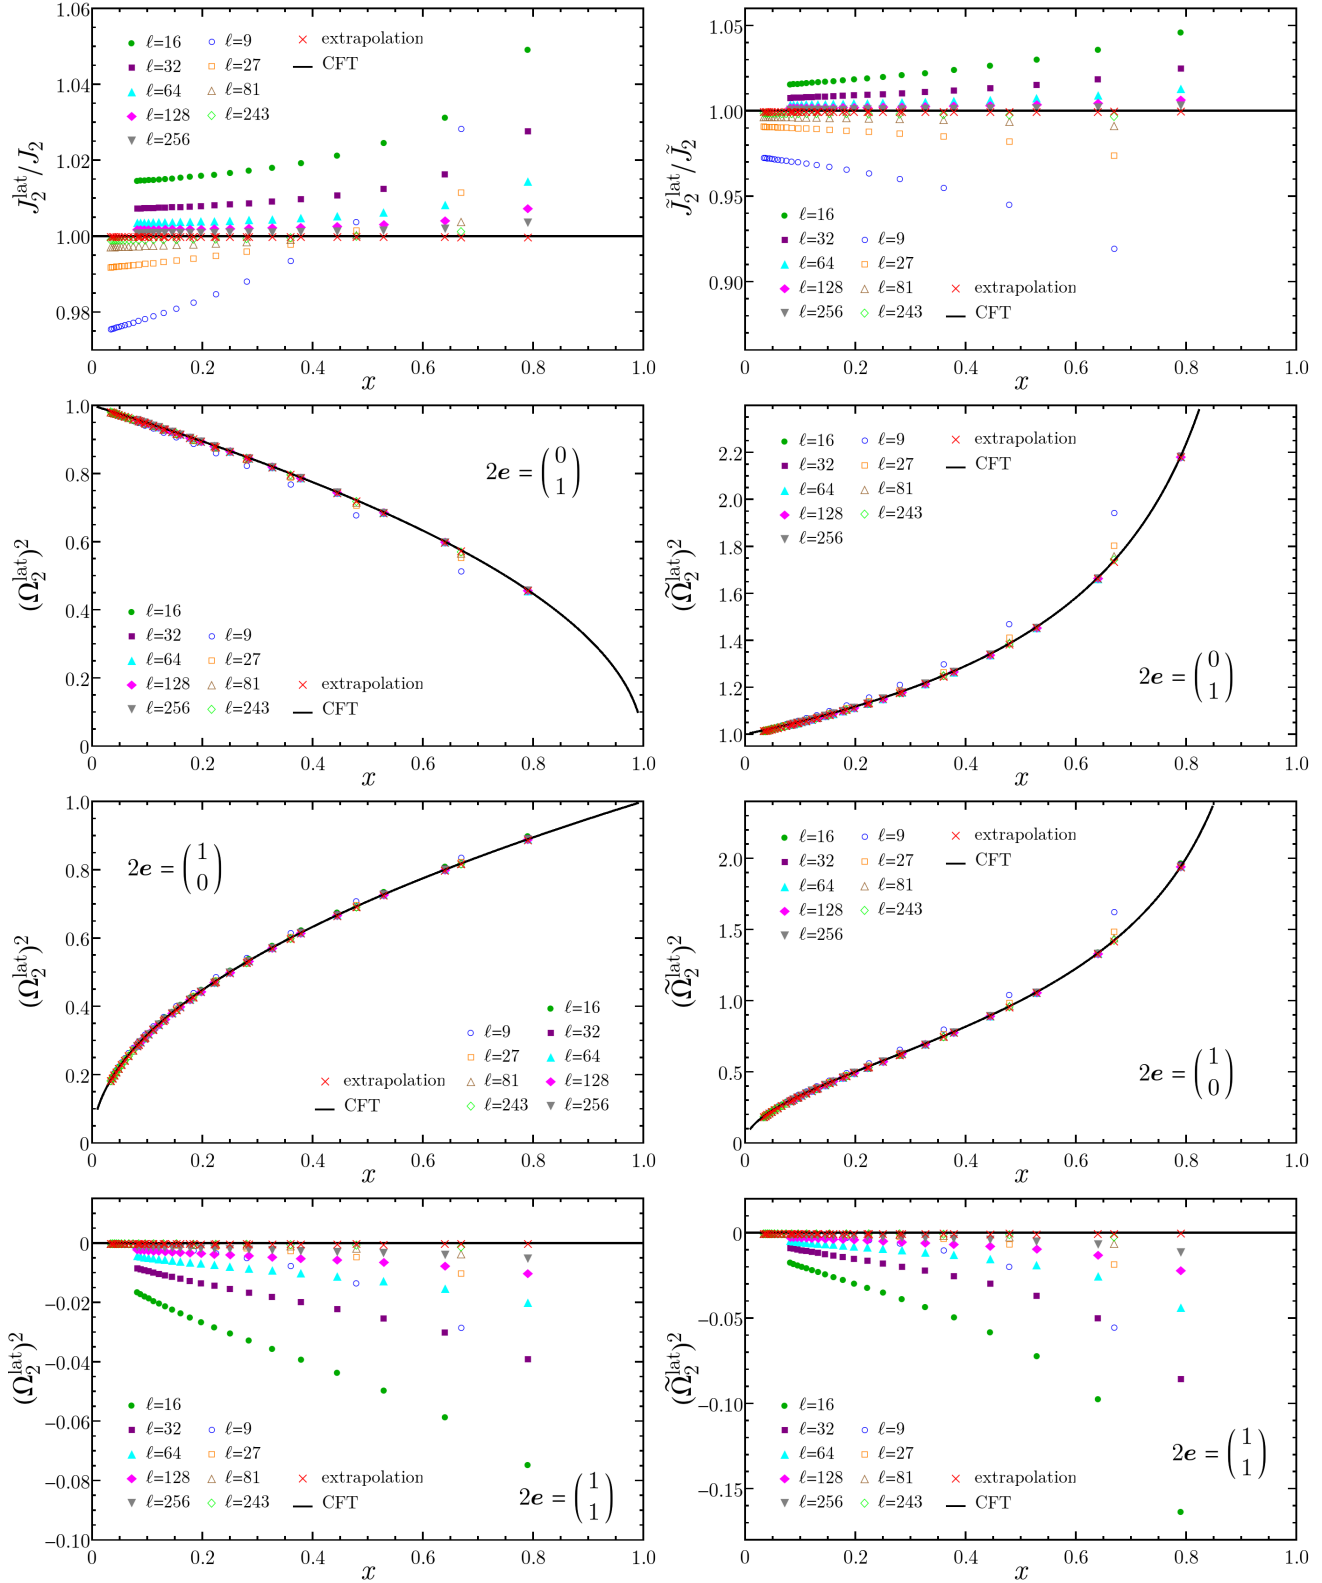 J₂^lat/J₂
1.06
1.04
1.02
1.00
0.98
ℓ=16
ℓ=32
ℓ=64
ℓ=128
ℓ=256
ℓ=9
ℓ=27
ℓ=81
ℓ=243
extrapolation
CFT
0 0.2 0.4 0.6 0.8 1.0
x
J̃₂^lat/J̃₂
1.05
1.00
0.95
0.90
ℓ=16
ℓ=32
ℓ=64
ℓ=128
ℓ=256
ℓ=9
ℓ=27
ℓ=81
ℓ=243
extrapolation
CFT
0 0.2 0.4 0.6 0.8 1.0
x
(Ω₂^lat)²
1.0
0.8
0.6
0.4
0.2
0
2e = (0 1)
ℓ=16
ℓ=32
ℓ=64
ℓ=128
ℓ=256
ℓ=9
ℓ=27
ℓ=81
ℓ=243
extrapolation
CFT
0 0.2 0.4 0.6 0.8 1.0
x
(Ω̃₂^lat)²
2.2
2.0
1.8
1.6
1.4
1.2
1.0
ℓ=16
ℓ=32
ℓ=64
ℓ=128
ℓ=256
ℓ=9
ℓ=27
ℓ=81
ℓ=243
extrapolation
CFT
2e = (0 1)
0 0.2 0.4 0.6 0.8 1.0
x
(Ω₂^lat)²
1.0
0.8
0.6
0.4
0.2
0
2e = (1 0)
extrapolation
CFT
ℓ=9
ℓ=27
ℓ=81
ℓ=243
ℓ=16
ℓ=32
ℓ=64
ℓ=128
ℓ=256
0 0.2 0.4 0.6 0.8 1.0
x
(Ω̃₂^lat)²
2.0
1.5
1.0
0.5
0
ℓ=16
ℓ=32
ℓ=64
ℓ=128
ℓ=256
ℓ=9
ℓ=27
ℓ=81
ℓ=243
extrapolation
CFT
2e = (1 0)
0 0.2 0.4 0.6 0.8 1.0
x
(Ω₂^lat)²
0
−0.02
−0.04
−0.06
−0.08
−0.10
ℓ=16
ℓ=32
ℓ=64
ℓ=128
ℓ=256
ℓ=9
ℓ=27
ℓ=81
ℓ=243
extrapolation
CFT
2e = (1 1)
0 0.2 0.4 0.6 0.8 1.0
x
(Ω̃₂^lat)²
0
−0.05
−0.10
−0.15
ℓ=16
ℓ=32
ℓ=64
ℓ=128
ℓ=256
ℓ=9
ℓ=27
ℓ=81
ℓ=243
extrapolation
CFT
2e = (1 1)
0 0.2 0.4 0.6 0.8 1.0
x